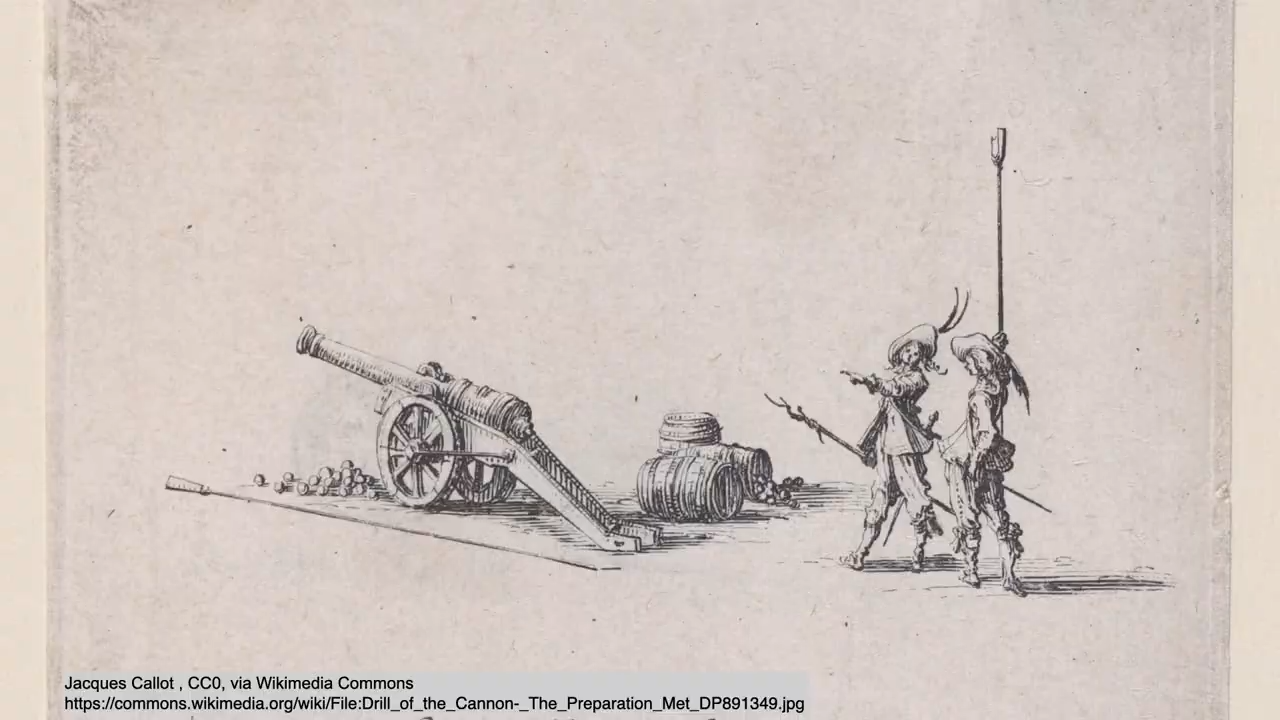 Jacques Callot , CC0, via Wikimedia Commons
https://commons.wikimedia.org/wiki/File:Drill_of_the_Cannon-_The_Preparation_Met_DP891349.jpg